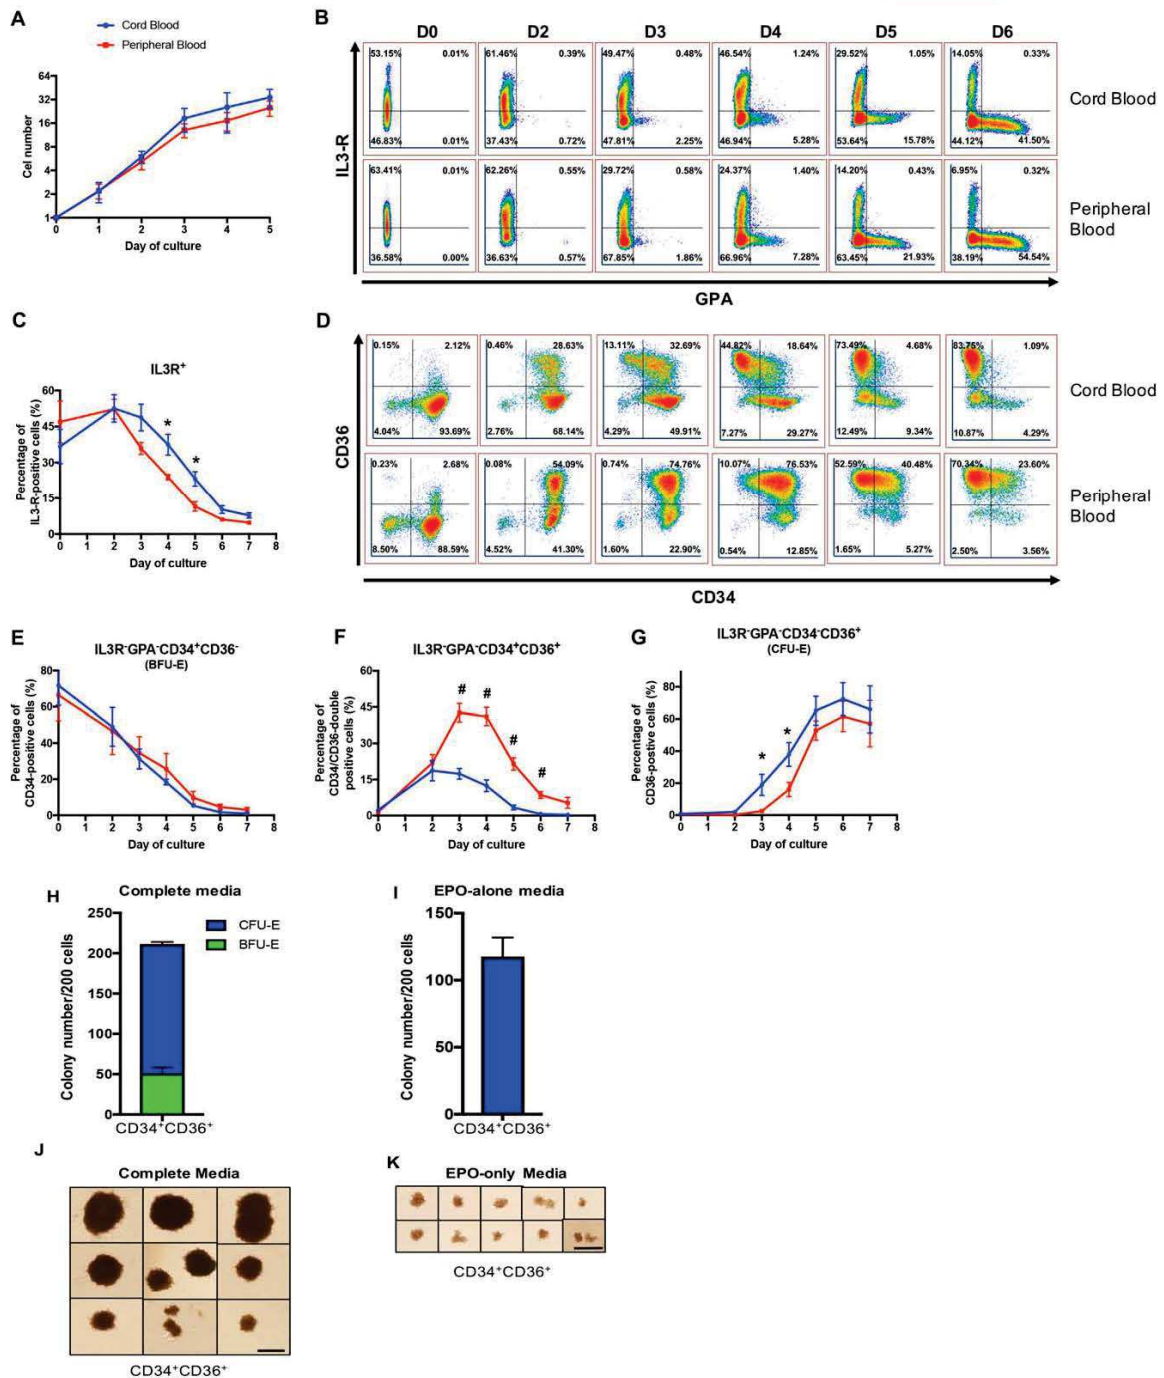 A
Cord Blood
Peripheral Blood
64
32
16
8
4
2
1
Cel number
0 1 2 3 4 5
Day of culture
B
D0 D2 D3 D4 D5 D6
53.15% 0.01% 61.46% 0.39% 49.47% 0.48% 46.54% 1.24% 29.52% 1.05% 14.05% 0.33%
46.83% 0.01% 37.43% 0.72% 47.81% 2.25% 46.94% 5.28% 53.64% 15.78% 44.12% 41.50%
Cord Blood
63.41% 0.01% 62.26% 0.55% 29.72% 0.58% 24.37% 1.40% 14.20% 0.43% 6.95% 0.32%
36.58% 0.00% 36.63% 0.57% 67.85% 1.86% 66.96% 7.28% 63.45% 21.93% 38.19% 54.54%
Peripheral
Blood
IL3-R
GPA
C
IL3R+
60
45
30
15
0
Percentage of
IL3-R-positive cells (%)
* *
0 1 2 3 4 5 6 7 8
Day of culture
D
0.15% 2.12% 0.46% 28.63% 13.11% 32.69% 44.82% 18.64% 73.49% 4.68% 83.75% 1.09%
4.04% 93.69% 2.76% 68.14% 4.29% 49.91% 7.27% 29.27% 12.49% 9.34% 10.87% 4.29%
Cord Blood
0.23% 2.68% 0.08% 54.09% 0.74% 74.76% 10.07% 76.53% 52.59% 40.48% 70.34% 23.60%
8.50% 88.59% 4.52% 41.30% 1.60% 22.90% 0.54% 12.85% 1.65% 5.27% 2.50% 3.56%
Peripheral
Blood
CD36
CD34
E
IL3R-GPA-CD34+CD36-
(BFU-E)
80
60
40
20
0
Percentage of
CD34-positive cells (%)
0 1 2 3 4 5 6 7 8
Day of culture
F
IL3R-GPA-CD34+CD36+
60
45
30
15
0
Percentage of
CD34/CD36-double
positive cells (%)
# # # #
0 1 2 3 4 5 6 7 8
Day of culture
G
IL3R-GPA-CD34-CD36+
(CFU-E)
80
60
40
20
0
Percentage of
CD36-postive cells (%)
* *
0 1 2 3 4 5 6 7 8
Day of culture
H
Complete media
250
200
150
100
50
0
Colony number/200 cells
CFU-E
BFU-E
CD34+CD36+
I
EPO-alone media
150
100
50
0
Colony number/200 cells
CD34+CD36+
J
Complete Media
CD34+CD36+
K
EPO-only Media
CD34+CD36+